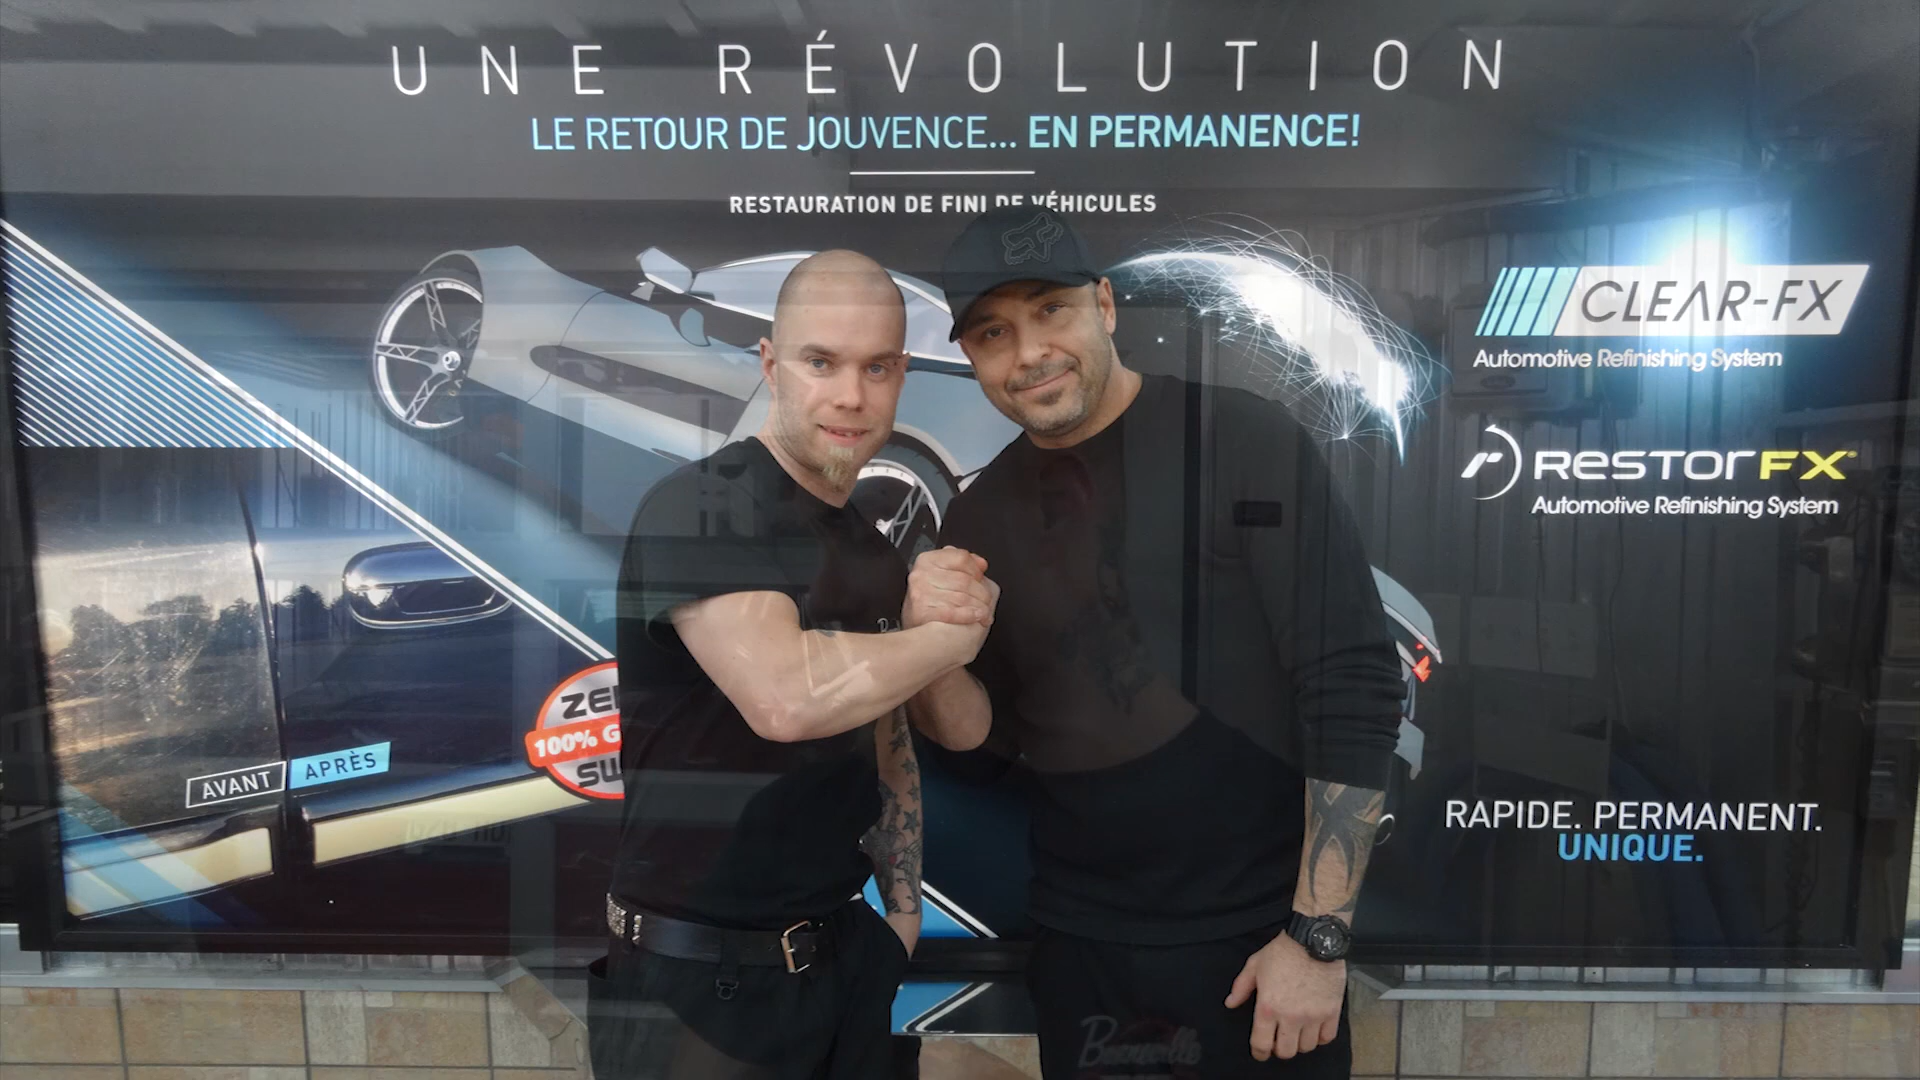 UNE RÉVOLUTION
LE RETOUR DE JOUVENCE... EN PERMANENCE!
RESTAURATION DE FINI DE VÉHICULES
CLEAR-FX
Automotive Refinishing System
RESTORFX
Automotive Refinishing System
100% G
AVANT APRÈS
RAPIDE. PERMANENT.
UNIQUE.